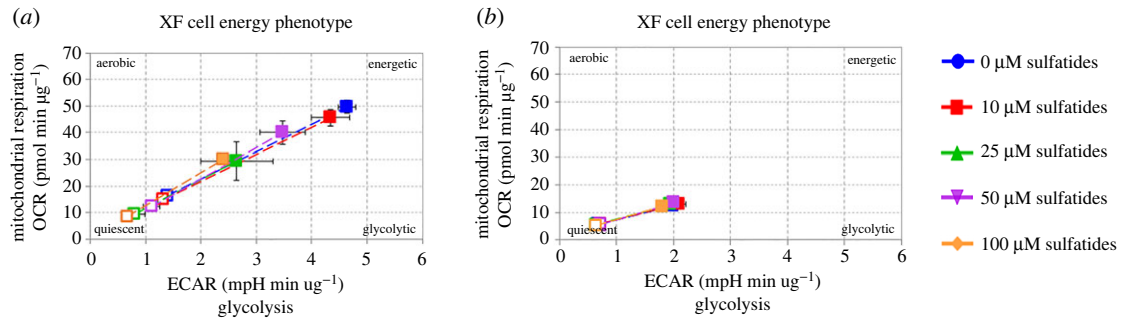 (a)
XF cell energy phenotype
mitochondrial respiration
OCR (pmol min µg⁻¹)
70
60
50
40
30
20
10
0
aerobic
energetic
quiescent
glycolytic
0
1
2
3
4
5
6
ECAR (mpH min ug⁻¹)
glycolysis
(b)
XF cell energy phenotype
mitochondrial respiration
OCR (pmol min µg⁻¹)
70
60
50
40
30
20
10
0
aerobic
energetic
quiescent
glycolytic
0
1
2
3
4
5
6
ECAR (mpH min ug⁻¹)
glycolysis
0 µM sulfatides
10 µM sulfatides
25 µM sulfatides
50 µM sulfatides
100 µM sulfatides